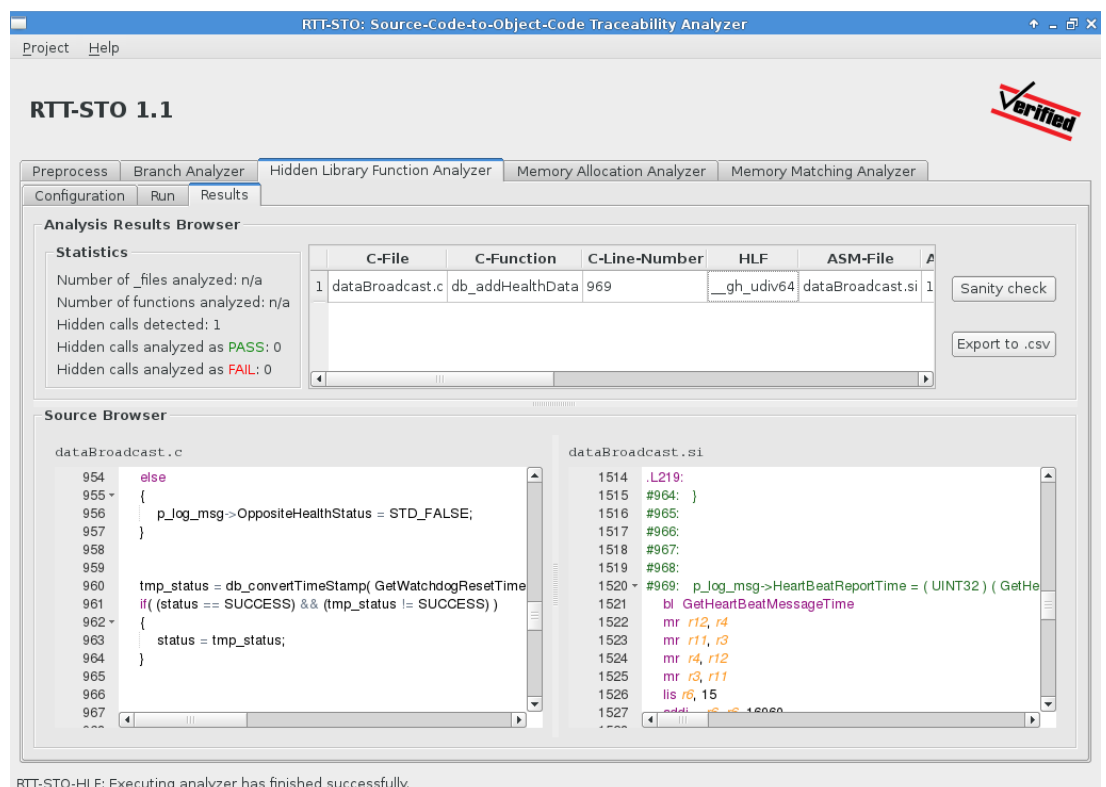 RTT-STO: Source-Code-to-Object-Code Traceability Analyzer
Project Help
RTT-STO 1.1
Verified
Preprocess Branch Analyzer Hidden Library Function Analyzer Memory Allocation Analyzer Memory Matching Analyzer
Configuration Run Results
Analysis Results Browser
Statistics
Number of _files analyzed: n/a
Number of functions analyzed: n/a
Hidden calls detected: 1
Hidden calls analyzed as PASS: 0
Hidden calls analyzed as FAIL: 0
C-File C-Function C-Line-Number HLF ASM-File A
1 dataBroadcast.c db_addHealthData 969 __gh_udiv64 dataBroadcast.si 1
Sanity check
Export to .csv
Source Browser
dataBroadcast.c
954 else
955 {
956 p_log_msg->OppositeHealthStatus = STD_FALSE;
957 }
958
959
960 tmp_status = db_convertTimeStamp( GetWatchdogResetTime
961 if( (status == SUCCESS) && (tmp_status != SUCCESS) )
962 {
963 status = tmp_status;
964 }
965
966
967
dataBroadcast.si
1514 .L219:
1515 #964: }
1516 #965:
1517 #966:
1518 #967:
1519 #968:
1520 #969: p_log_msg->HeartBeatReportTime = ( UINT32 ) ( GetHe
1521 bl GetHeartBeatMessageTime
1522 mr r12, r4
1523 mr r11, r3
1524 mr r4, r12
1525 mr r3, r11
1526 lis r6, 15
1527 addi r6, r6, 16960
RTT-STO-HLF: Executing analyzer has finished successfully.